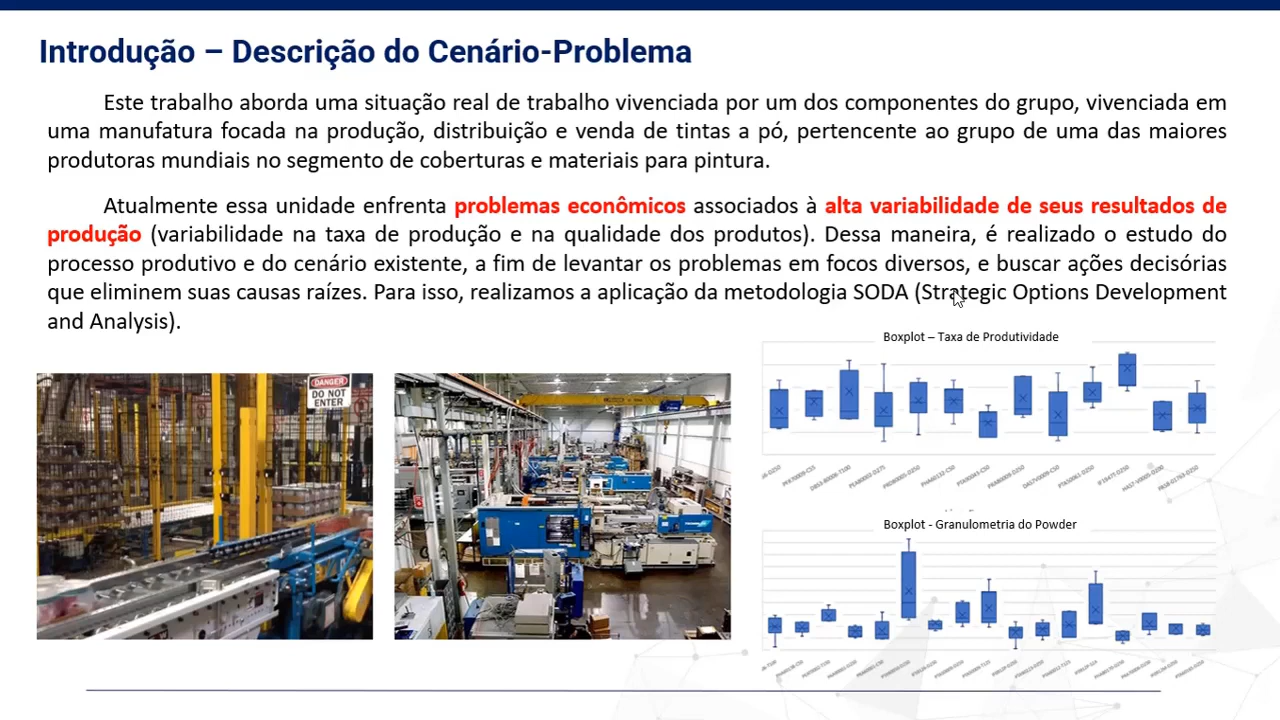 Introdução – Descrição do Cenário-Problema
Este trabalho aborda uma situação real de trabalho vivenciada por um dos componentes do grupo, vivenciada em
uma manufatura focada na produção, distribuição e venda de tintas a pó, pertencente ao grupo de uma das maiores
produtoras mundiais no segmento de coberturas e materiais para pintura.
Atualmente essa unidade enfrenta problemas econômicos associados à alta variabilidade de seus resultados de
produção (variabilidade na taxa de produção e na qualidade dos produtos). Dessa maneira, é realizado o estudo do
processo produtivo e do cenário existente, a fim de levantar os problemas em focos diversos, e buscar ações decisórias
que eliminem suas causas raízes. Para isso, realizamos a aplicação da metodologia SODA (Strategic Options Development
and Analysis).
DANGER
DO NOT
ENTER
Boxplot – Taxa de Produtividade
Boxplot - Granulometria do Powder